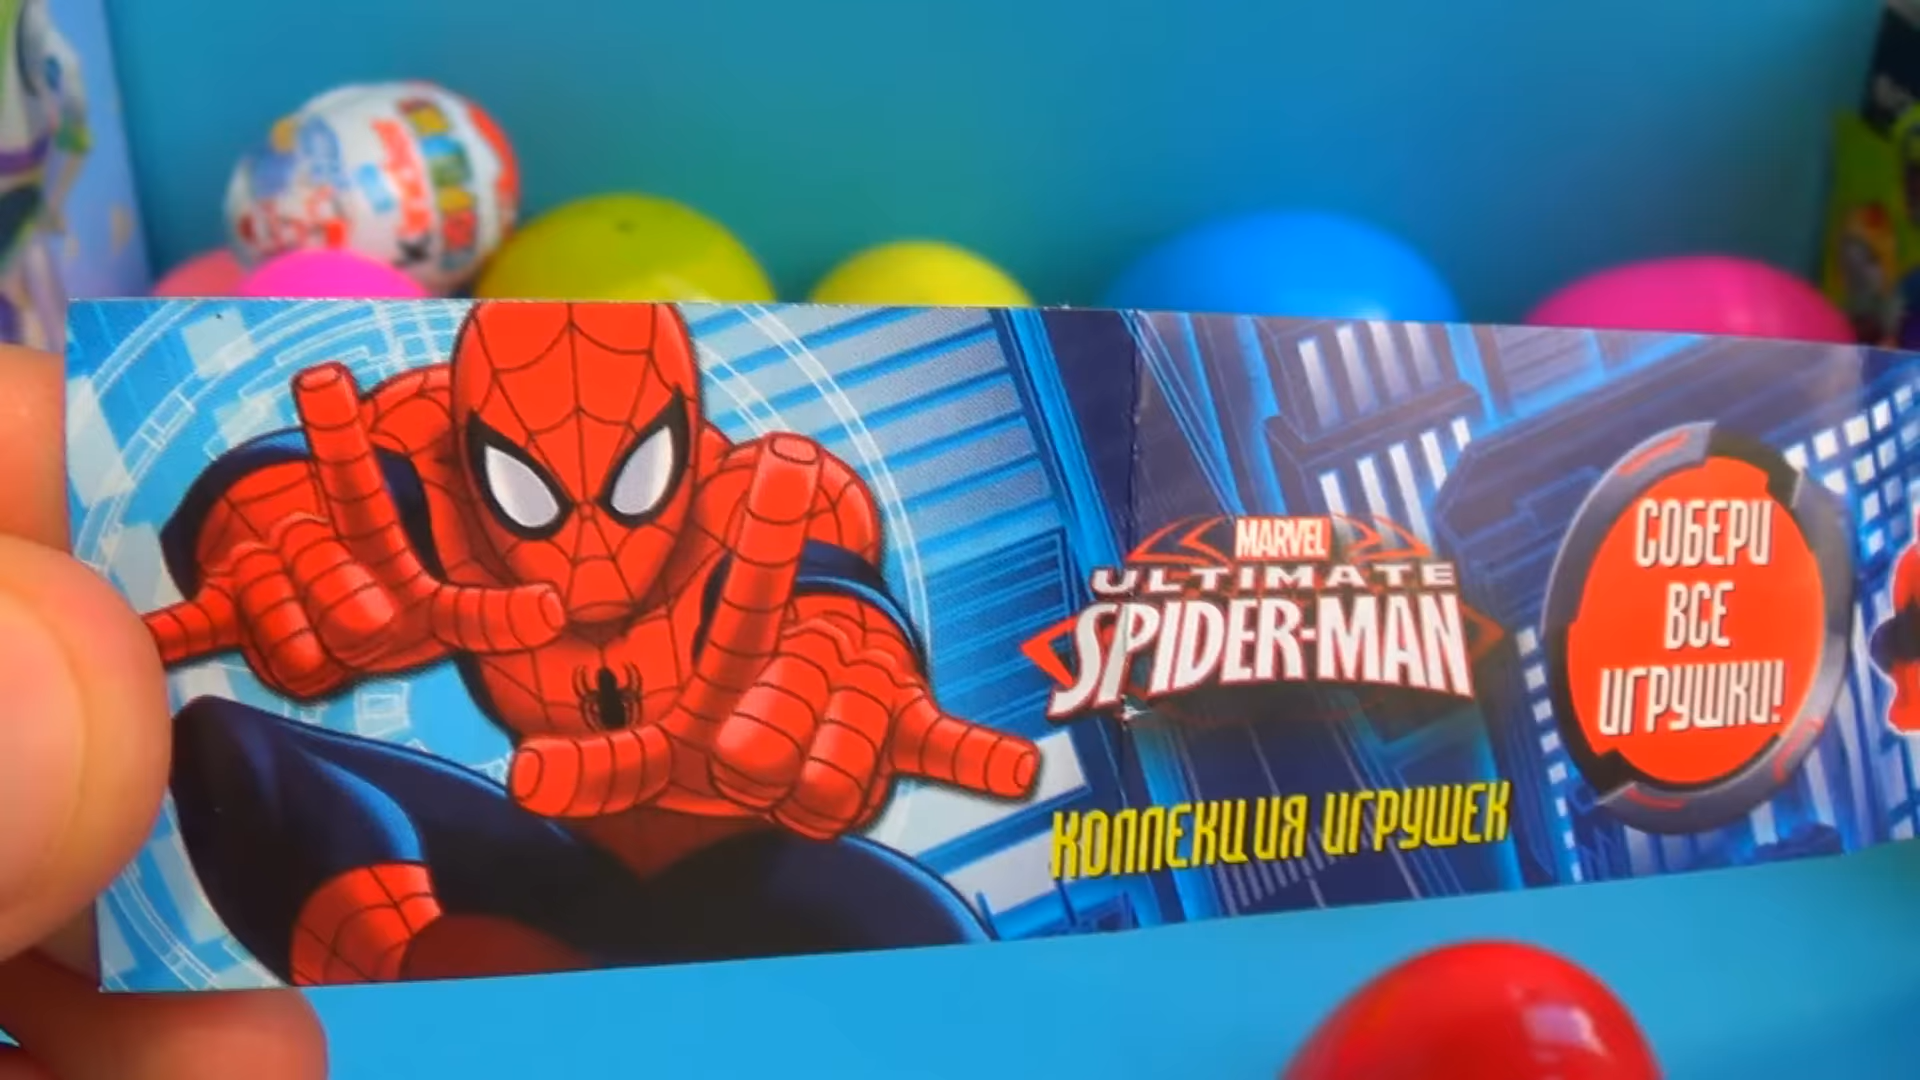 MARVEL
ULTIMATE
SPIDER-MAN
КОЛЛЕКЦИЯ ИГРУШЕК
СОБЕРИ
ВСЕ
ИГРУШКИ!